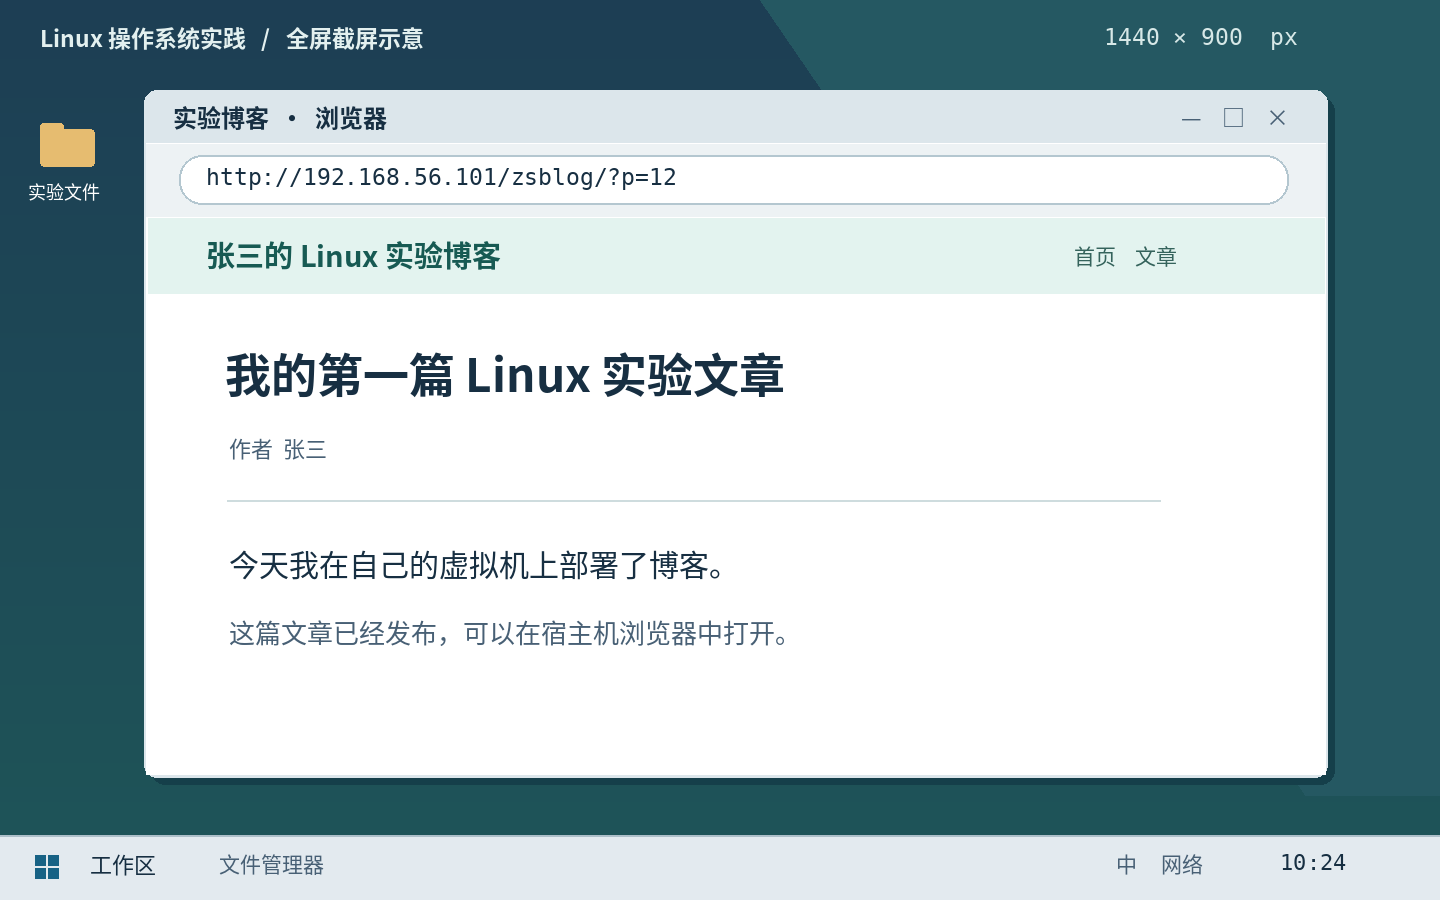 Linux 操作系统实践 / 全屏截屏示意
1440 × 900 px
实验文件
实验博客 · 浏览器
http://192.168.56.101/zsblog/?p=12
张三的 Linux 实验博客
首页 文章
我的第一篇 Linux 实验文章
作者 张三
今天我在自己的虚拟机上部署了博客。
这篇文章已经发布，可以在宿主机浏览器中打开。
工作区 文件管理器 中 网络 10:24